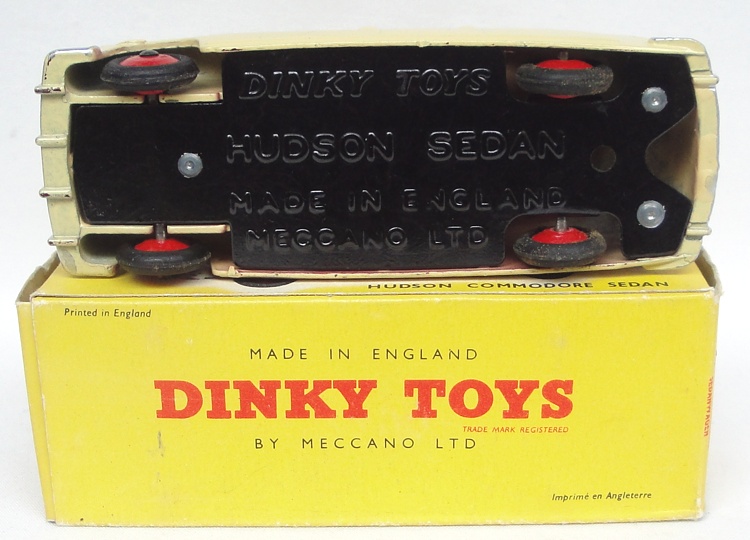 DINKY TOYS
HUDSON SEDAN
MADE IN ENGLAND
MECCANO LTD
HUDSON COMMODORE SEDAN
Printed in England
MADE IN ENGLAND
DINKY TOYS
TRADE MARK REGISTERED
BY MECCANO LTD
Imprimé en Angleterre